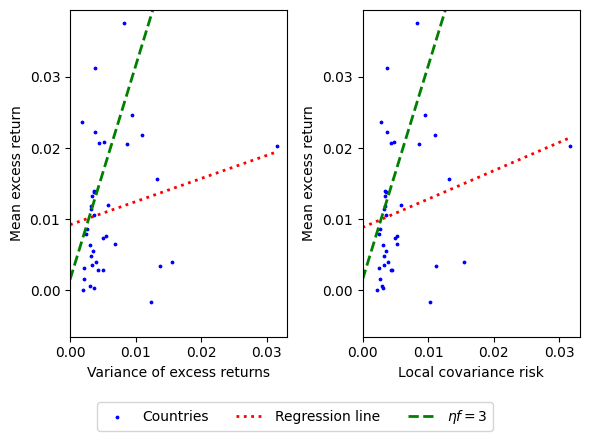 0.03
0.02
0.01
0.00
Mean excess return
0.00 0.01 0.02 0.03
Variance of excess returns
0.03
0.02
0.01
0.00
Mean excess return
0.00 0.01 0.02 0.03
Local covariance risk
Countries Regression line ηf = 3